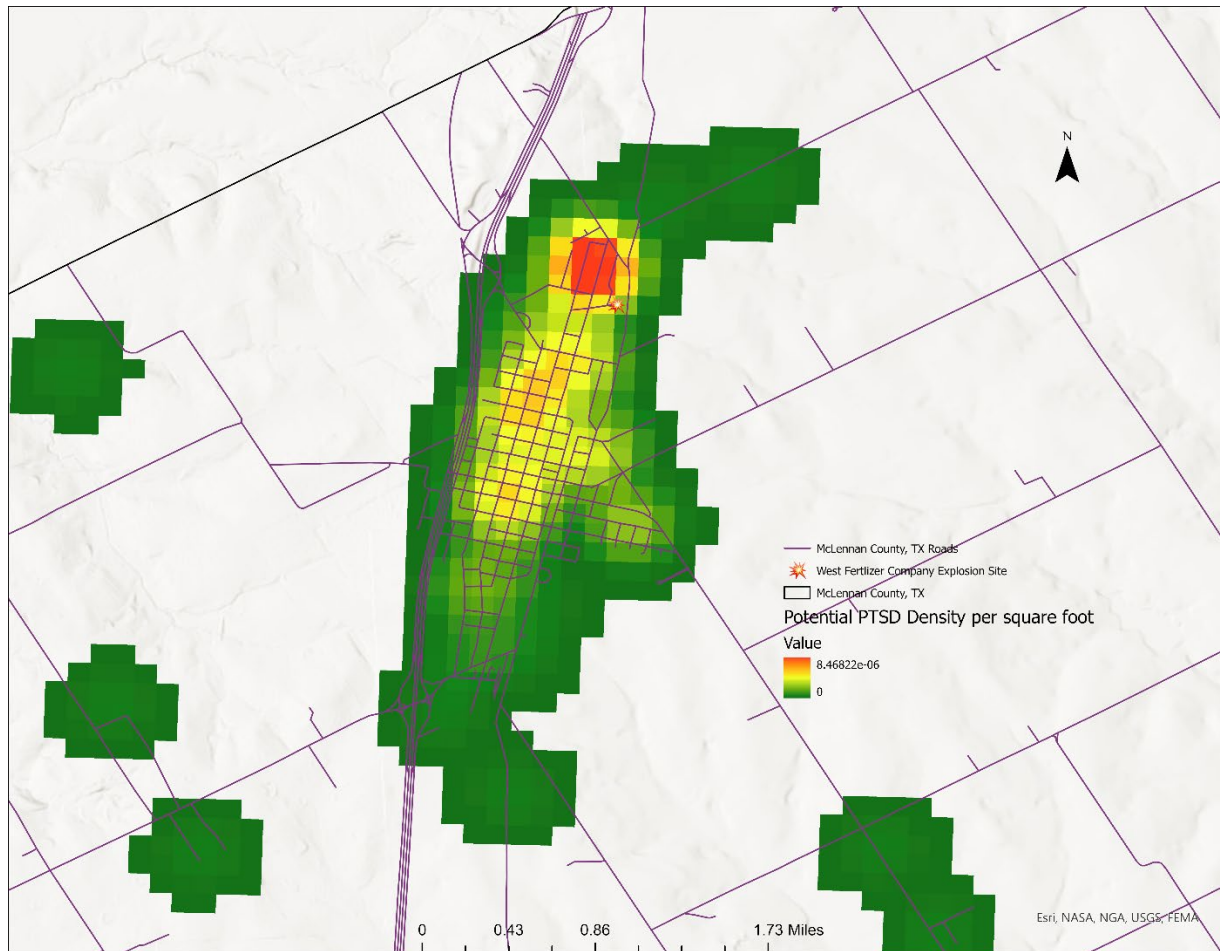 N
McLennan County, TX Roads
West Fertlizer Company Explosion Site
McLennan County, TX
Potential PTSD Density per square foot
Value
8.46822e-06
0
Esri, NASA, NGA, USGS, FEMA
0 0.43 0.86 1.73 Miles